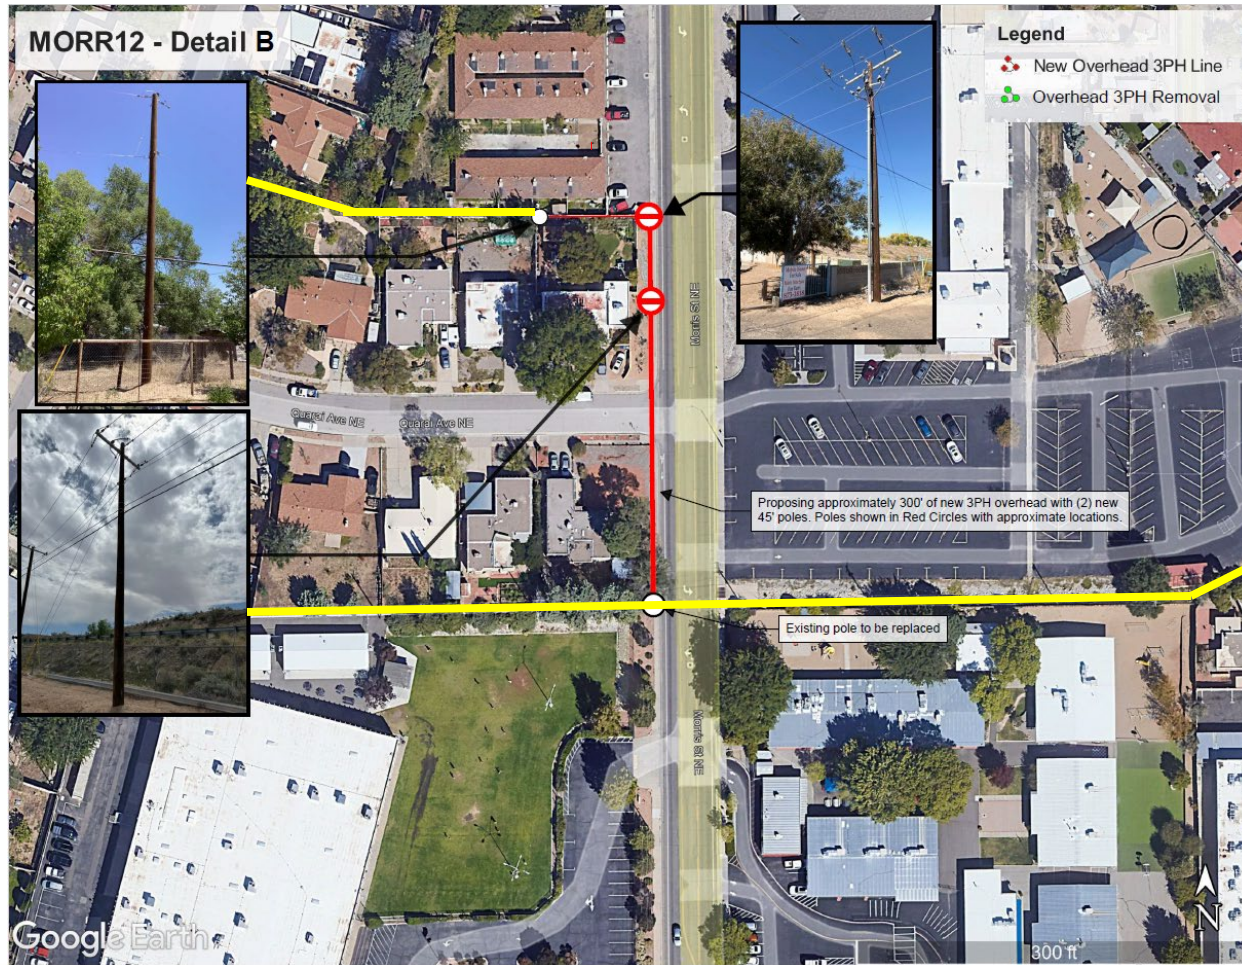 MORR12 - Detail B
Legend
New Overhead 3PH Line
Overhead 3PH Removal
Morris St NE
Quarai Ave NE
Quarai Ave NE
Proposing approximately 300' of new 3PH overhead with (2) new
45' poles. Poles shown in Red Circles with approximate locations.
Existing pole to be replaced
Morris St NE
N
Google Earth
300 ft